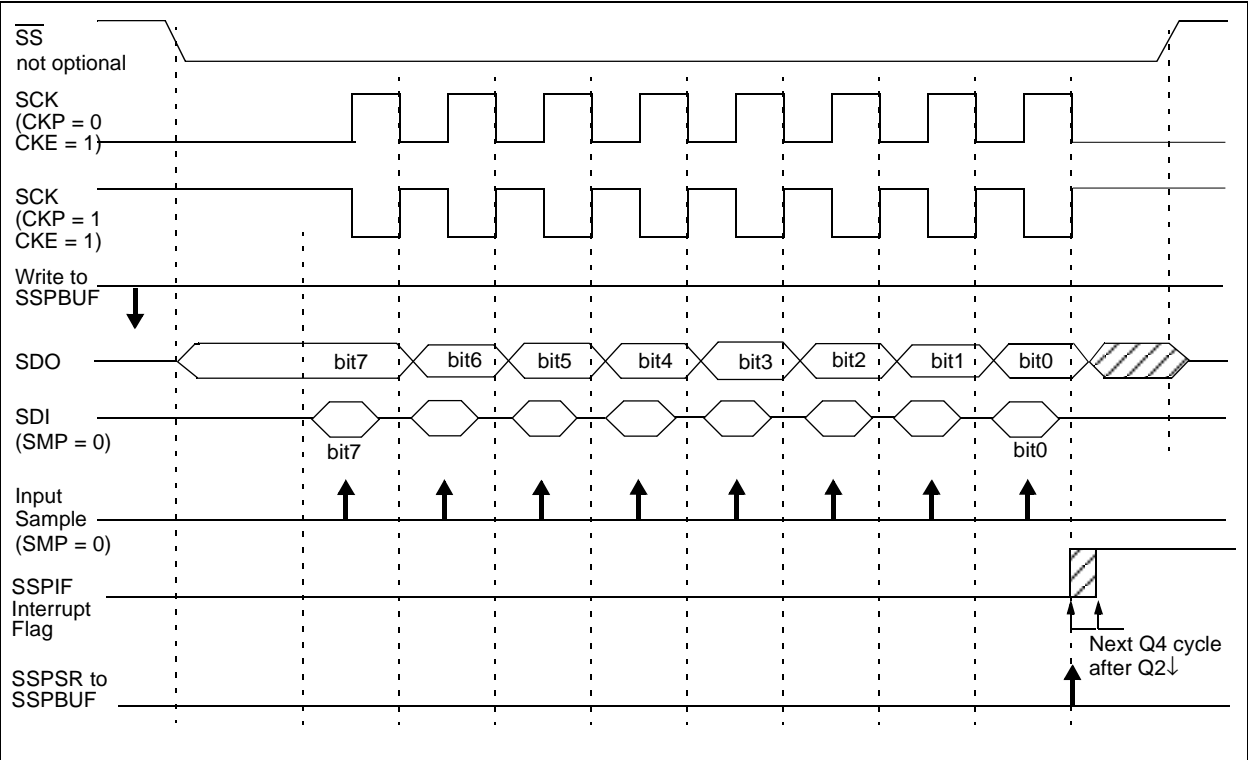 SS
not optional
SCK
(CKP = 0
CKE = 1)
SCK
(CKP = 1
CKE = 1)
Write to
SSPBUF
SDO
bit7 bit6 bit5 bit4 bit3 bit2 bit1 bit0
SDI
(SMP = 0)
bit7 bit0
Input
Sample
(SMP = 0)
SSPIF
Interrupt
Flag
Next Q4 cycle
after Q2↓
SSPSR to
SSPBUF